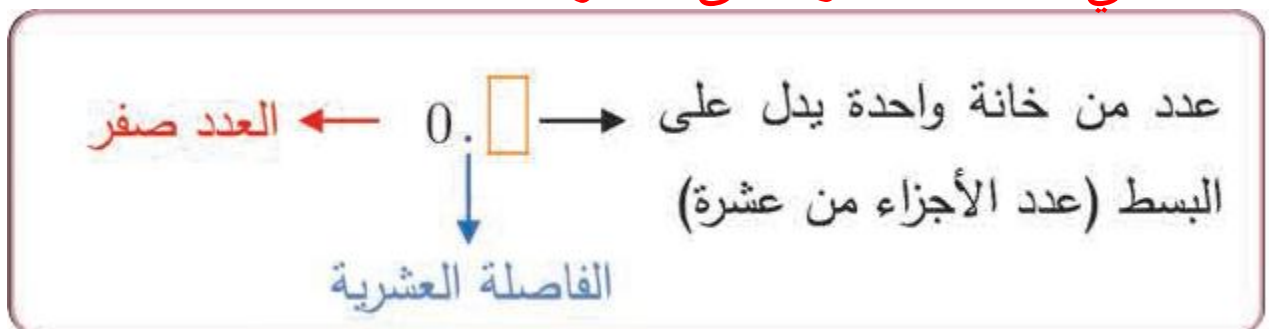 عدد من خانة واحدة يدل على
0.
العدد صفر
البسط (عدد الأجزاء من عشرة)
الفاصلة العشرية